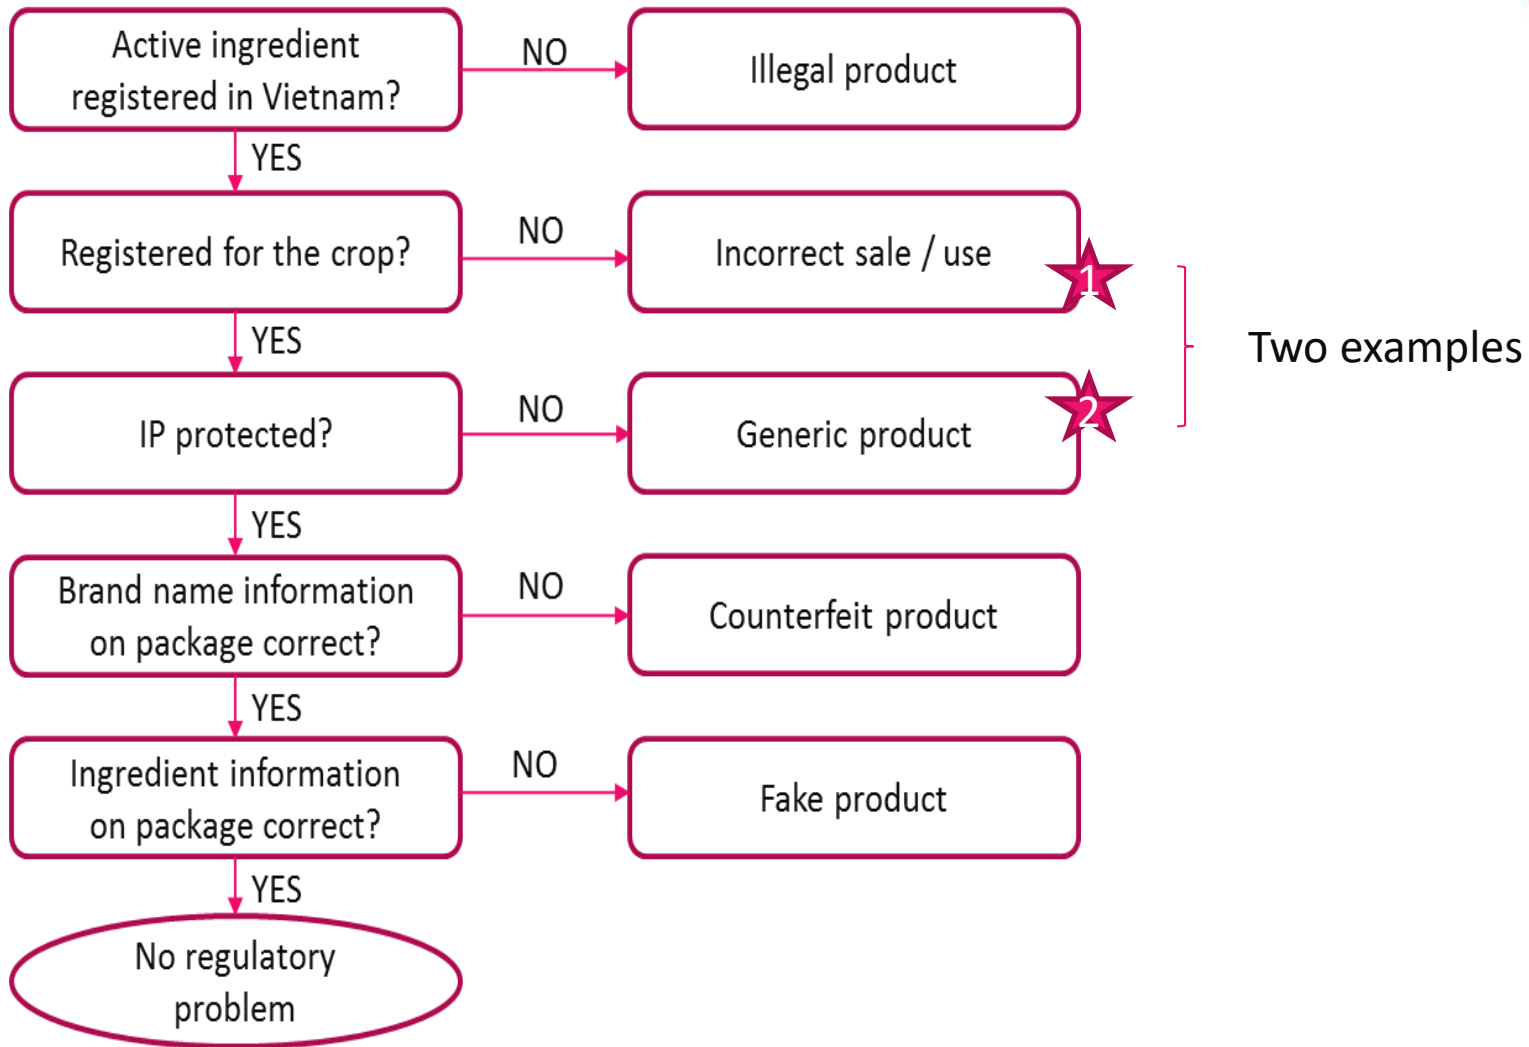 Active ingredient
registered in Vietnam?
NO
Illegal product
YES
Registered for the crop?
NO
Incorrect sale / use
1
Two examples
YES
IP protected?
NO
Generic product
2
YES
Brand name information
on package correct?
NO
Counterfeit product
YES
Ingredient information
on package correct?
NO
Fake product
YES
No regulatory
problem